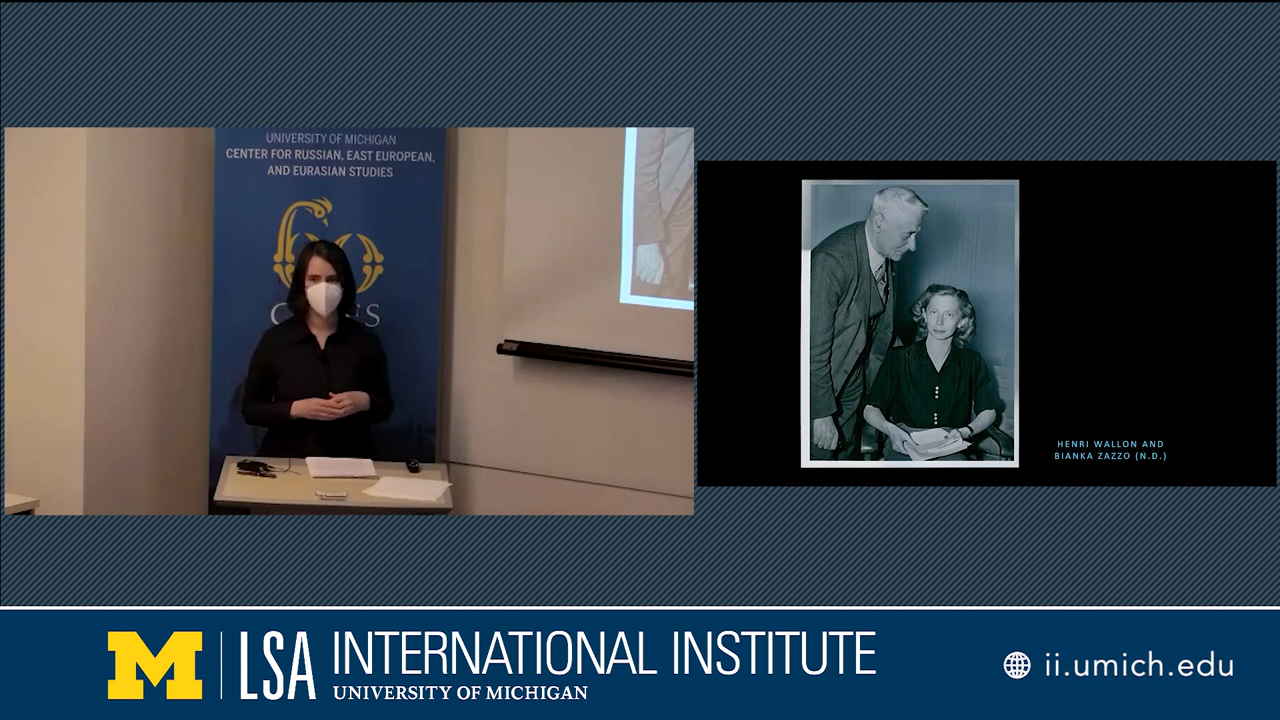 UNIVERSITY OF MICHIGAN
CENTER FOR RUSSIAN, EAST EUROPEAN,
AND EURASIAN STUDIES
60
HENRI WALLON AND
BIANKA ZAZZO (N.D.)
M LSA INTERNATIONAL INSTITUTE
UNIVERSITY OF MICHIGAN
ii.umich.edu